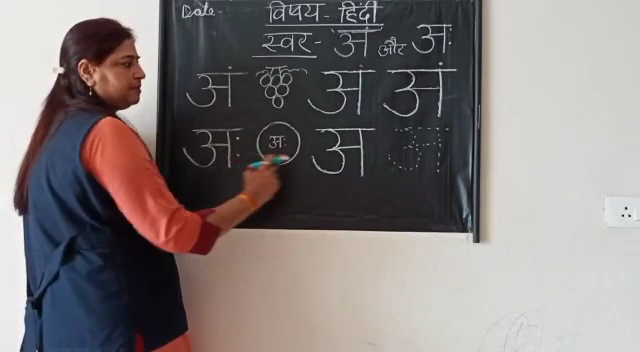 Date-
विषय- हिंदी
स्वर- अं और अः
अं अं अं
अः अः अ अ